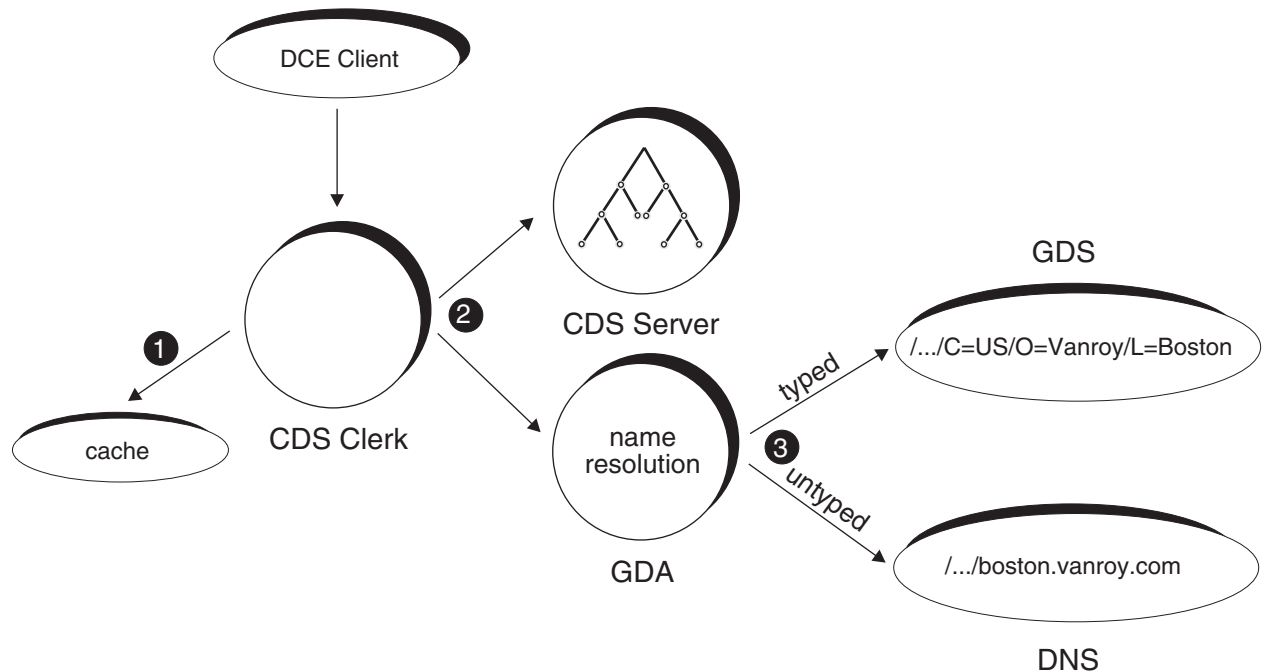 DCE Client
CDS Server
2
1
CDS Clerk
cache
GDS
/.../C=US/O=Vanroy/L=Boston
typed
name
resolution
3
untyped
GDA
/.../boston.vanroy.com
DNS